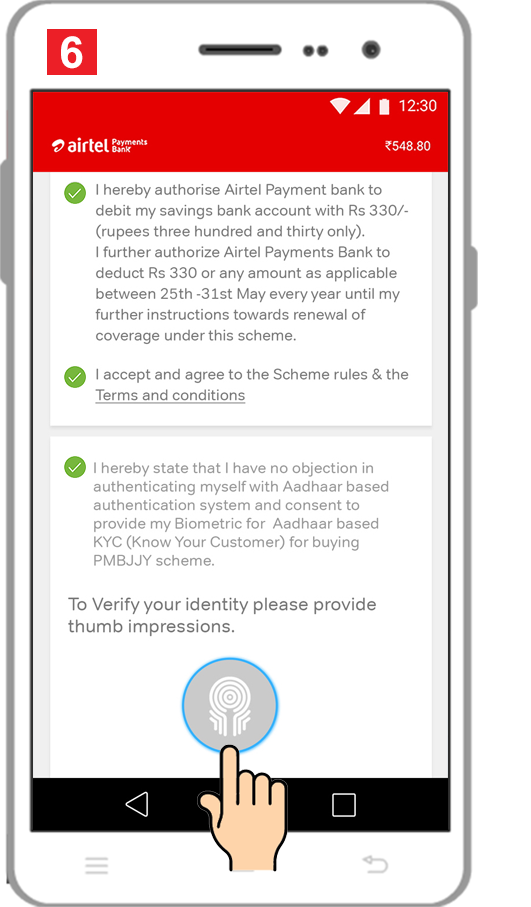 6
12:30
airtel Payments Bank
₹548.80
I hereby authorise Airtel Payment bank to
debit my savings bank account with Rs 330/-
(rupees three hundred and thirty only).
I further authorize Airtel Payments Bank to
deduct Rs 330 or any amount as applicable
between 25th -31st May every year until my
further instructions towards renewal of
coverage under this scheme.
I accept and agree to the Scheme rules & the
Terms and conditions
I hereby state that I have no objection in
authenticating myself with Aadhaar based
authentication system and consent to
provide my Biometric for Aadhaar based
KYC (Know Your Customer) for buying
PMBJJY scheme.
To Verify your identity please provide
thumb impressions.